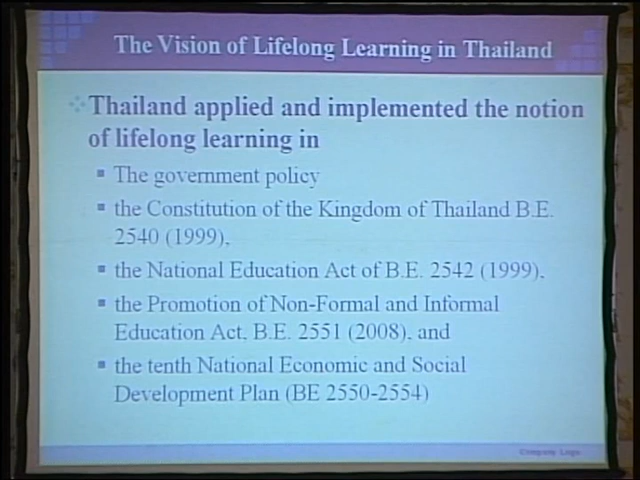 The Vision of Lifelong Learning in Thailand
Thailand applied and implemented the notion
of lifelong learning in
The government policy
the Constitution of the Kingdom of Thailand B.E.
2540 (1999),
the National Education Act of B.E. 2542 (1999),
the Promotion of Non-Formal and Informal
Education Act, B.E. 2551 (2008), and
the tenth National Economic and Social
Development Plan (BE 2550-2554)
Company Logo